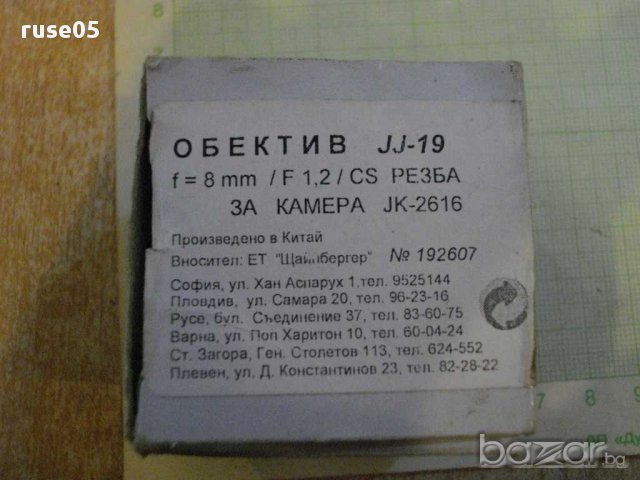 ruse05
ОБЕКТИВ JJ-19
f = 8 mm / F 1,2 / CS РЕЗБА
ЗА КАМЕРА JK-2616
Произведено в Китай
Вносител: ЕТ "Щайнбергер" № 192607
София, ул. Хан Аспарух 1,тел. 9525144
Пловдив, ул. Самара 20, тел. 96-23-16
Русе, бул. Съединение 37, тел. 83-60-75
Варна, ул. Поп Харитон 10, тел. 60-04-24
Ст. Загора, Ген. Столетов 113, тел. 624-552
Плевен, ул. Д. Константинов 23, тел. 82-28-22
7 8 9
bazar.bg